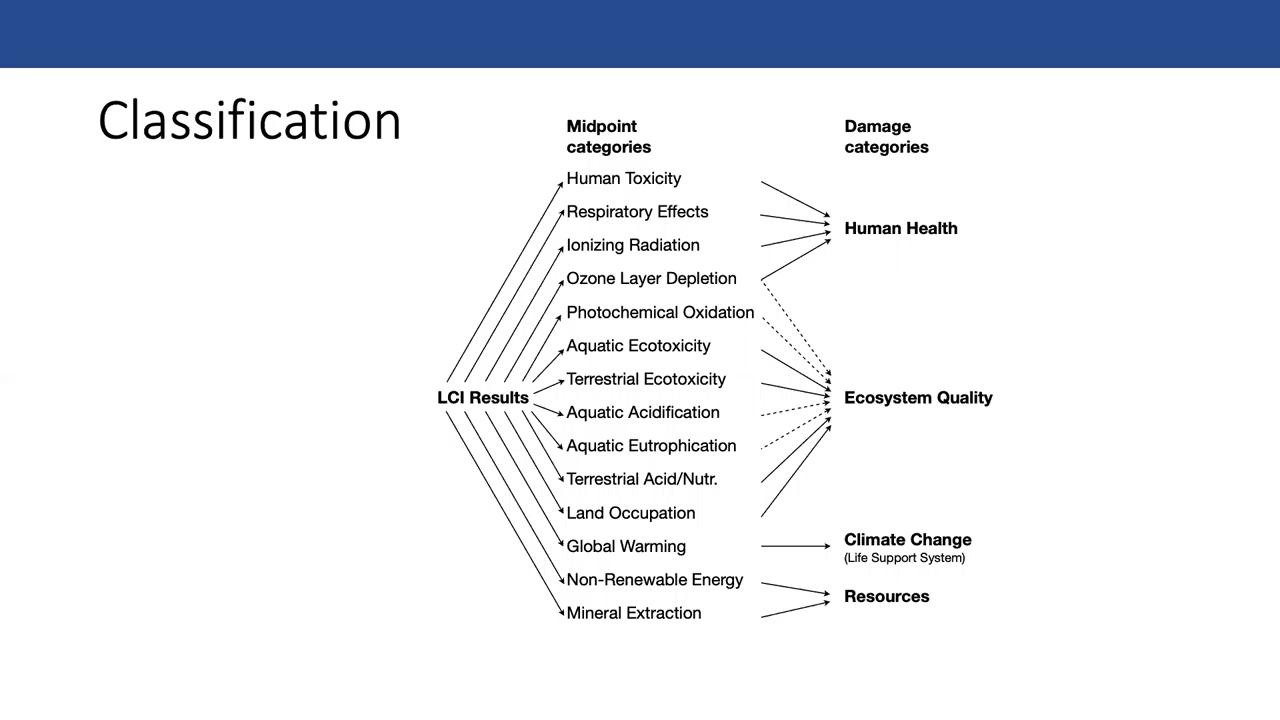 Classification
Midpoint
categories
Damage
categories
Human Toxicity
Respiratory Effects
Human Health
Ionizing Radiation
Ozone Layer Depletion
Photochemical Oxidation
Aquatic Ecotoxicity
Terrestrial Ecotoxicity
LCI Results
Ecosystem Quality
Aquatic Acidification
Aquatic Eutrophication
Terrestrial Acid/Nutr.
Land Occupation
Global Warming
Climate Change
(Life Support System)
Non-Renewable Energy
Resources
Mineral Extraction